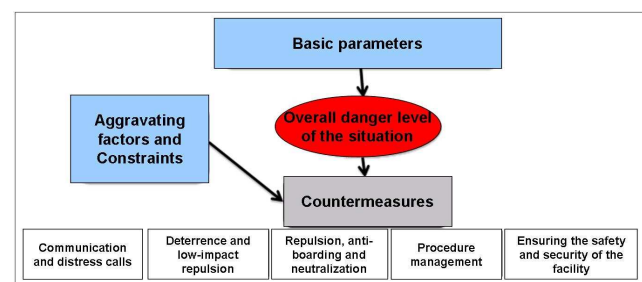 Basic parameters
Overall danger level
of the situation
Aggravating
factors and
Constraints
Countermeasures
Communication
and distress calls
Deterrence and
low-impact
repulsion
Repulsion, anti-
boarding and
neutralization
Procedure
management
Ensuring the safety
and security of the
facility